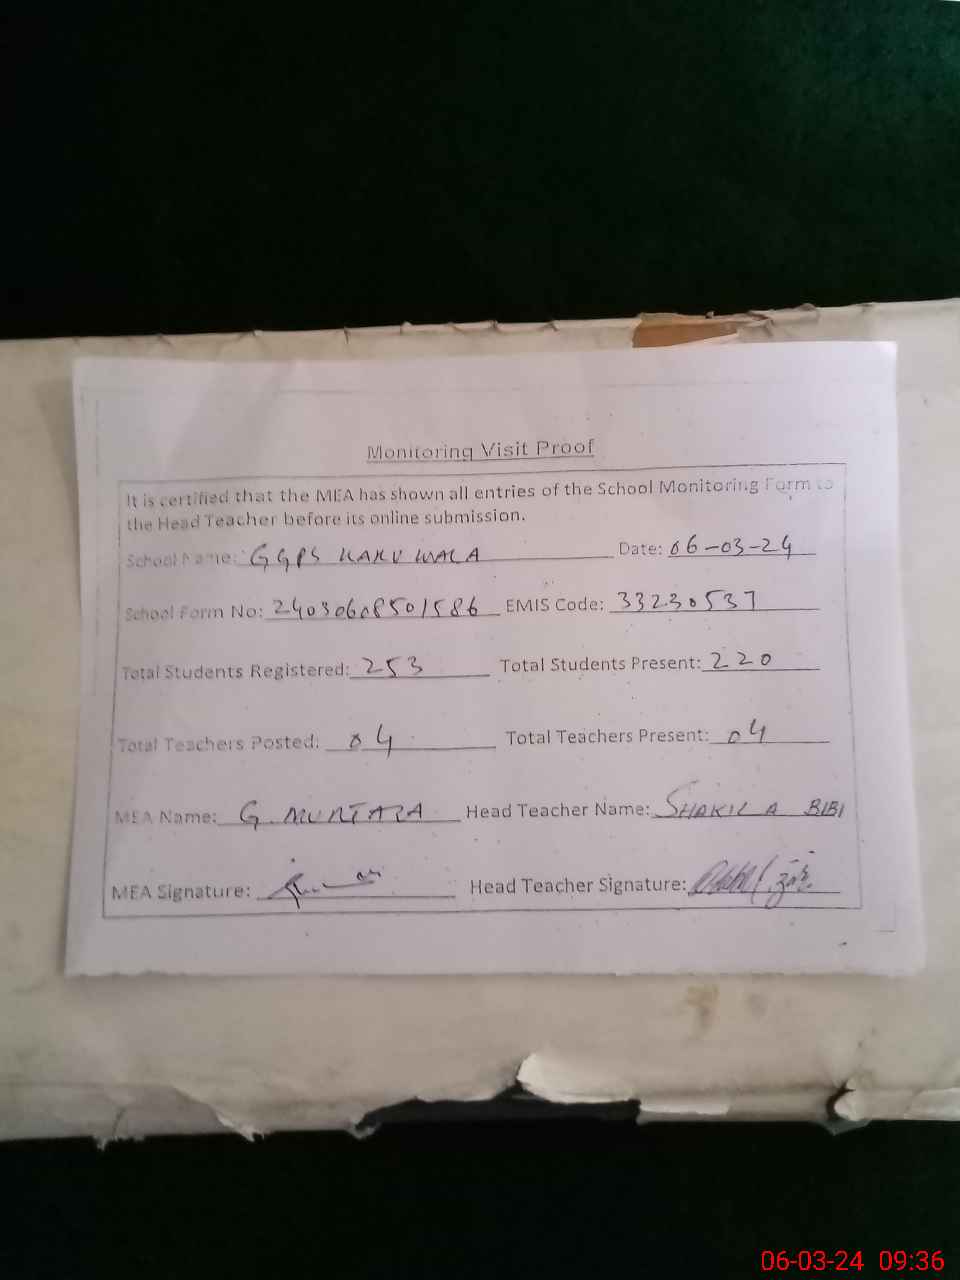 Monitoring Visit Proof
It is certified that the MEA has shown all entries of the School Monitoring Form to
the Head Teacher before its online submission.
School Name: GGPS KAKU WALA Date: 06-03-24
School Form No: 24030608501586 EMIS Code: 33230537
Total Students Registered: 253 Total Students Present: 220
Total Teachers Posted: 04 Total Teachers Present: 04
MEA Name: G. MURTAZA Head Teacher Name: SHAKILA BIBI
MEA Signature: Head Teacher Signature:
06-03-24 09:36